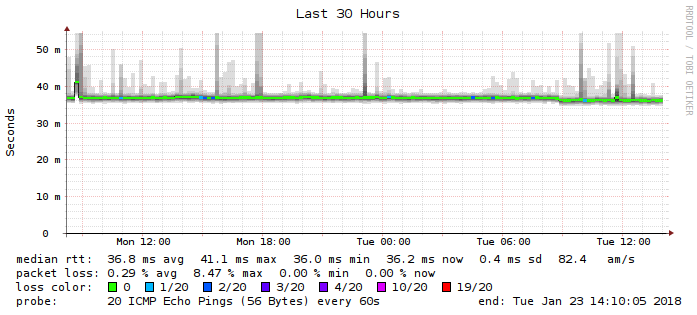 Last 30 Hours
RRDTOOL / TOBI OETIKER
Seconds
50 m
40 m
30 m
20 m
10 m
0
Mon 12:00 Mon 18:00 Tue 00:00 Tue 06:00 Tue 12:00
median rtt: 36.8 ms avg 41.1 ms max 36.0 ms min 36.2 ms now 0.4 ms sd 82.4 am/s
packet loss: 0.29 % avg 8.47 % max 0.00 % min 0.00 % now
loss color: 0 1/20 2/20 3/20 4/20 10/20 19/20
probe: 20 ICMP Echo Pings (56 Bytes) every 60s end: Tue Jan 23 14:10:05 2018